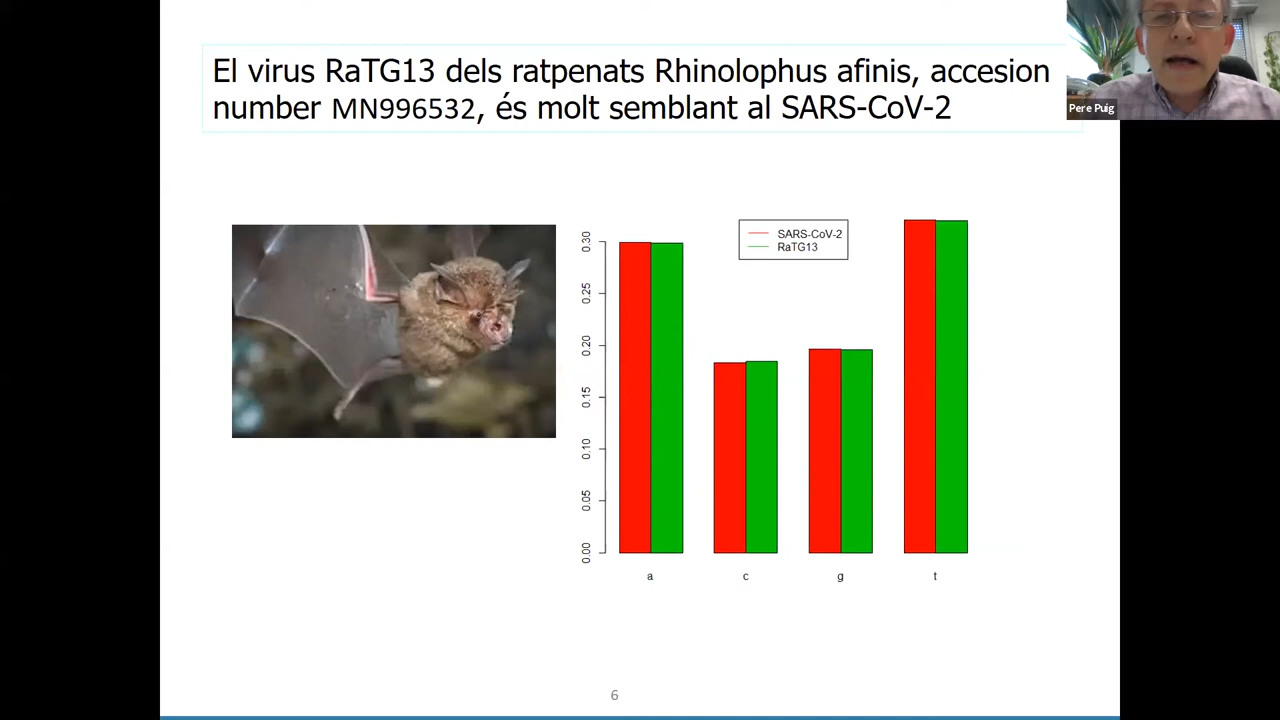 El virus RaTG13 dels ratpenats Rhinolophus afinis, accesion
number MN996532, és molt semblant al SARS-CoV-2
Pere Puig
SARS-CoV-2
RaTG13
0.30
0.25
0.20
0.15
0.10
0.05
0.00
a
c
g
t
6